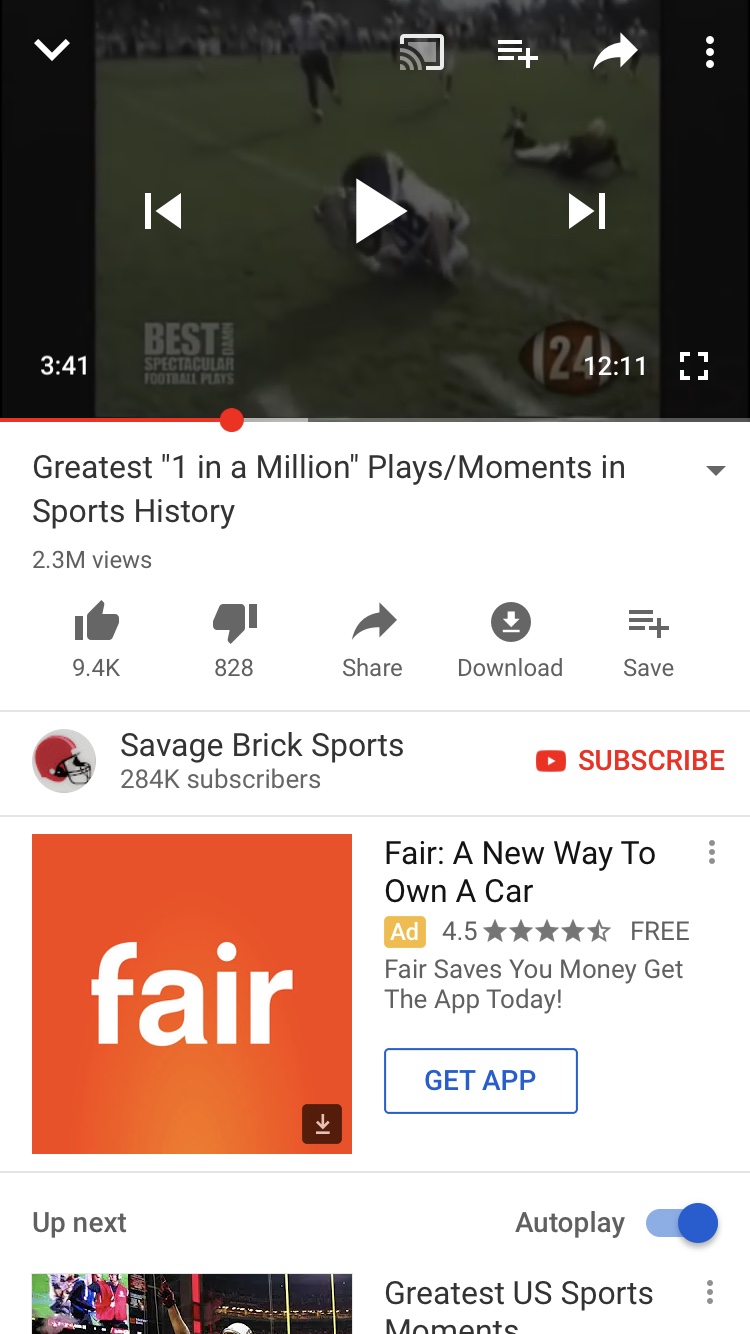 BEST DAMN
SPECTACULAR
FOOTBALL PLAYS
24
3:41
12:11
Greatest "1 in a Million" Plays/Moments in
Sports History
2.3M views
9.4K
828
Share
Download
Save
Savage Brick Sports
284K subscribers
SUBSCRIBE
fair
Fair: A New Way To
Own A Car
Ad 4.5 FREE
Fair Saves You Money Get
The App Today!
GET APP
Up next
Autoplay
Greatest US Sports
Moments